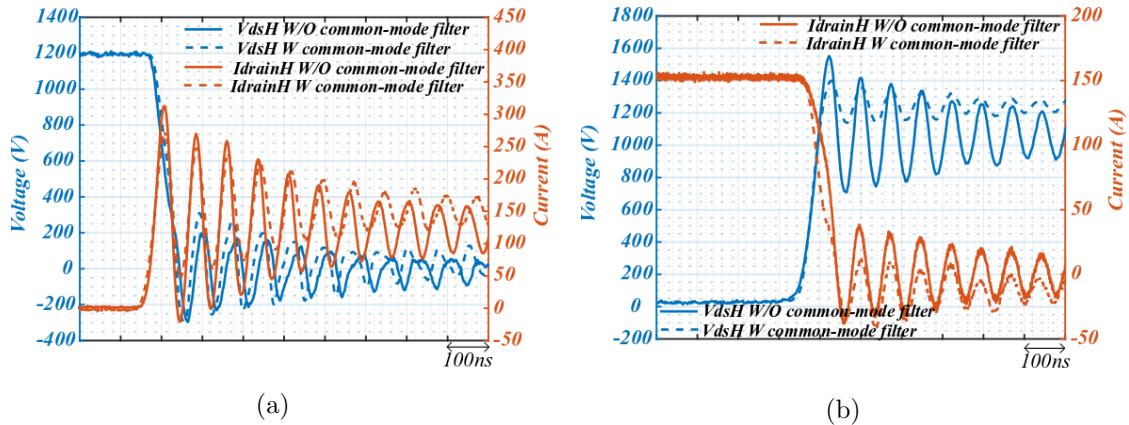 1400
1200
1000
800
600
400
200
0
-200
-400
Voltage (V)
VdsH W/O common-mode filter
VdsH W common-mode filter
IdrainH W/O common-mode filter
IdrainH W common-mode filter
450
400
350
300
250
200
150
100
50
0
-50
Current (A)
100ns
(a)
1800
1600
1400
1200
1000
800
600
400
200
0
-200
Voltage (V)
IdrainH W/O common-mode filter
IdrainH W common-mode filter
VdsH W/O common-mode filter
VdsH W common-mode filter
200
150
100
50
0
-50
Current (A)
100ns
(b)